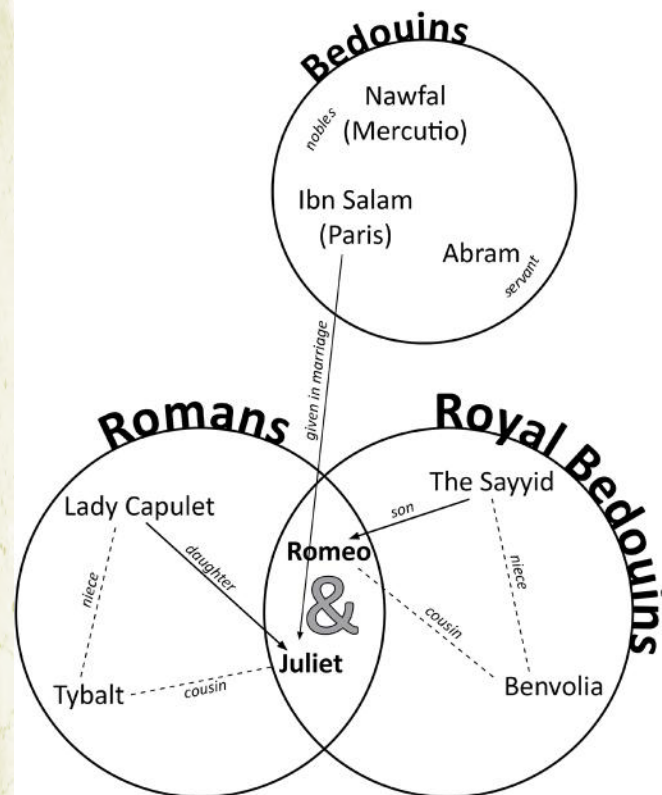 Bedouins
Nawfal
(Mercutio)
nobles
Ibn Salam
(Paris)
Abram
servant
given in marriage
Romans
Royal Bedouins
Lady Capulet
The Sayyid
son
Romeo
daughter
niece
niece
&
cousin
Juliet
Tybalt
cousin
Benvolia